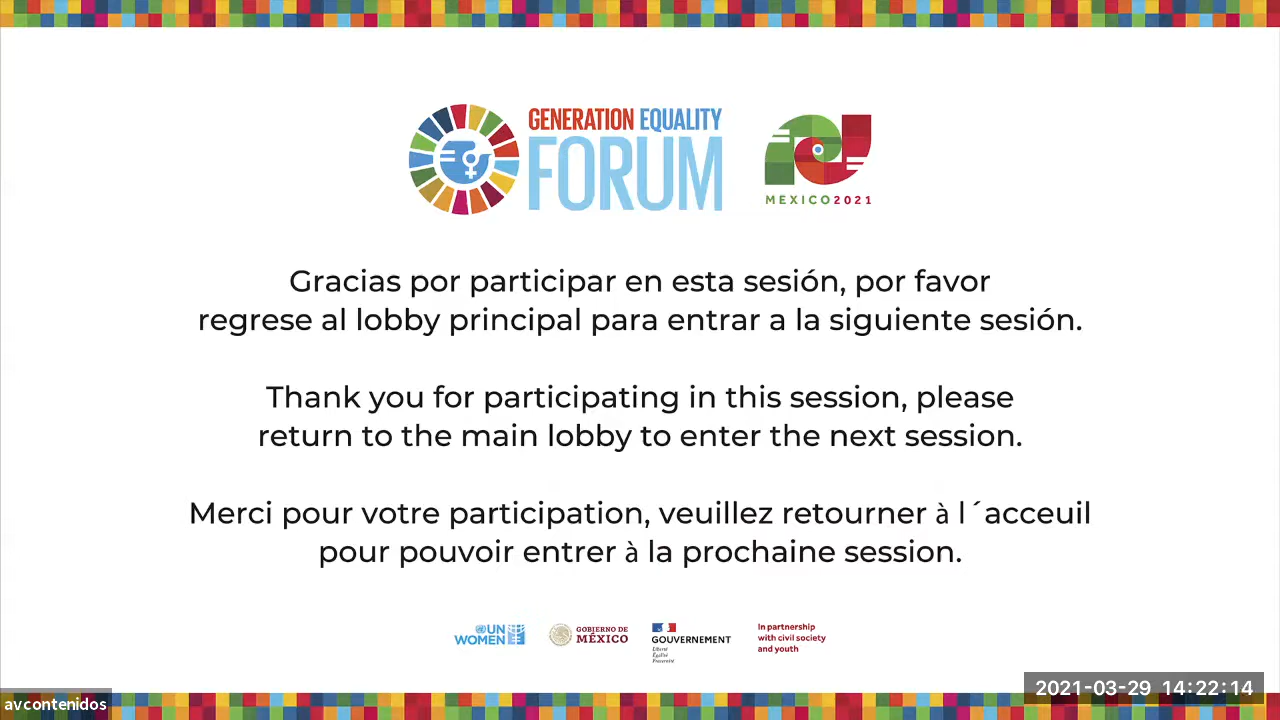 GENERATION EQUALITY
FORUM
MEXICO2021
Gracias por participar en esta sesión, por favor
regrese al lobby principal para entrar a la siguiente sesión.
Thank you for participating in this session, please
return to the main lobby to enter the next session.
Merci pour votre participation, veuillez retourner à l´acceuil
pour pouvoir entrer à la prochaine session.
UN
WOMEN
GOBIERNO DE
MÉXICO
GOUVERNEMENT
Liberté
Égalité
Fraternité
In partnership
with civil society
and youth
avcontenidos
2021-03-29 14:22:14